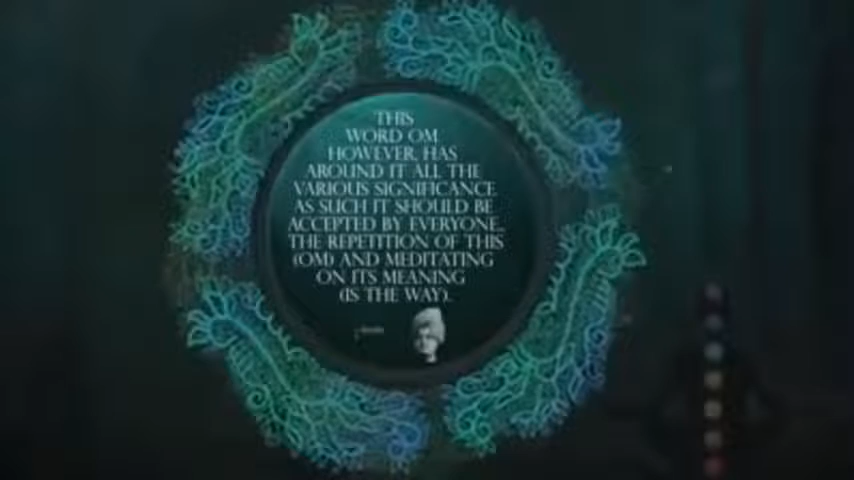 THIS
WORD OM
HOWEVER, HAS
AROUND IT ALL THE
VARIOUS SIGNIFICANCE
AS SUCH IT SHOULD BE
ACCEPTED BY EVERYONE,
THE REPETITION OF THIS
(OM) AND MEDITATING
ON ITS MEANING
(IS THE WAY).